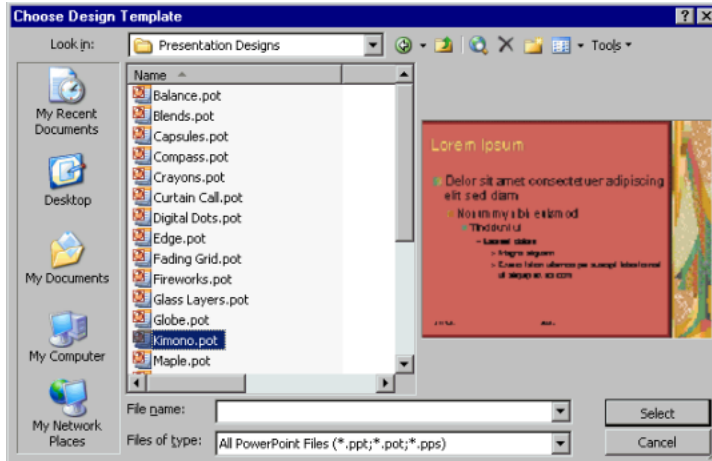 Choose Design Template
Look in:
Presentation Designs
Tools
My Recent
Documents
Desktop
My Documents
My Computer
My Network
Places
Name
Balance.pot
Blends.pot
Capsules.pot
Compass.pot
Crayons.pot
Curtain Call.pot
Digital Dots.pot
Edge.pot
Fading Grid.pot
Fireworks.pot
Glass Layers.pot
Globe.pot
Kimono.pot
Maple.pot
Lorem Ipsum
Delor sit amet consectetuer adipiscing
elit sed diam
File name:
Select
Files of type:
All PowerPoint Files (*.ppt;*.pot;*.pps)
Cancel